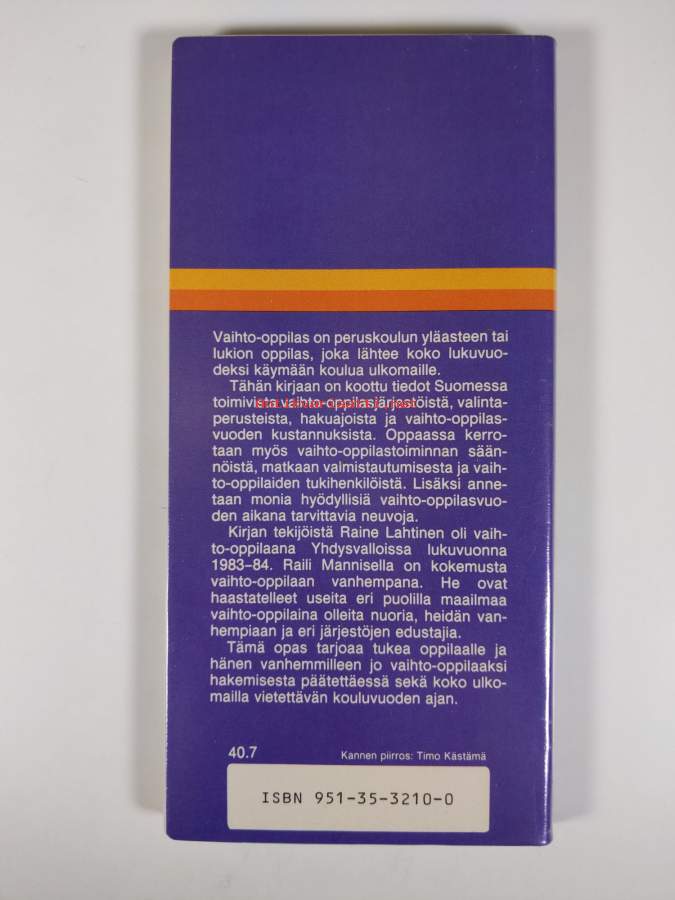 Vaihto-oppilas on peruskoulun yläasteen tai
lukion oppilas, joka lähtee koko lukuvuo-
deksi käymään koulua ulkomaille.
Tähän kirjaan on koottu tiedot Suomessa
toimivista vaihto-oppilasjärjestöistä, valinta-
perusteista, hakuajoista ja vaihto-oppilas-
vuoden kustannuksista. Oppaassa kerro-
taan myös vaihto-oppilastoiminnan sään-
nöistä, matkaan valmistautumisesta ja vaih-
to-oppilaiden tukihenkilöistä. Lisäksi anne-
taan monia hyödyllisiä vaihto-oppilasvuo-
den aikana tarvittavia neuvoja.
Kirjan tekijöistä Raine Lahtinen oli vaih-
to-oppilaana Yhdysvalloissa lukuvuonna
1983–84. Raili Mannisella on kokemusta
vaihto-oppilaan vanhempana. He ovat
haastatelleet useita eri puolilla maailmaa
vaihto-oppilaina olleita nuoria, heidän van-
hempiaan ja eri järjestöjen edustajia.
Tämä opas tarjoaa tukea oppilaalle ja
hänen vanhemmilleen jo vaihto-oppilaaksi
hakemisesta päätettäessä sekä koko ulko-
mailla vietettävän kouluvuoden ajan.
40.7
Kannen piirros: Timo Kästämä
ISBN 951-35-3210-0